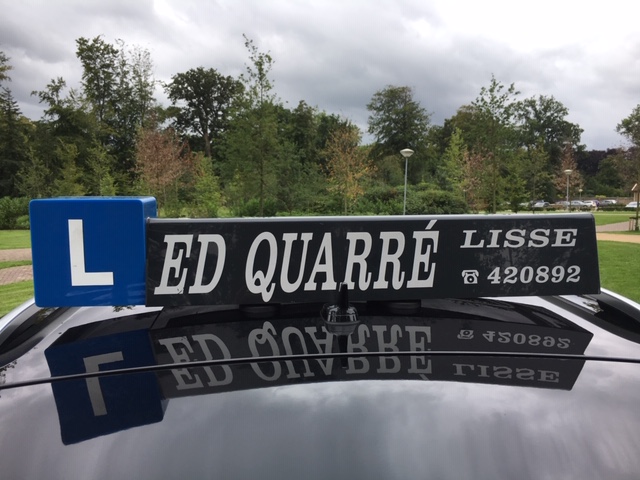 L
ED QUARRÉ
LISSE
☎ 420892